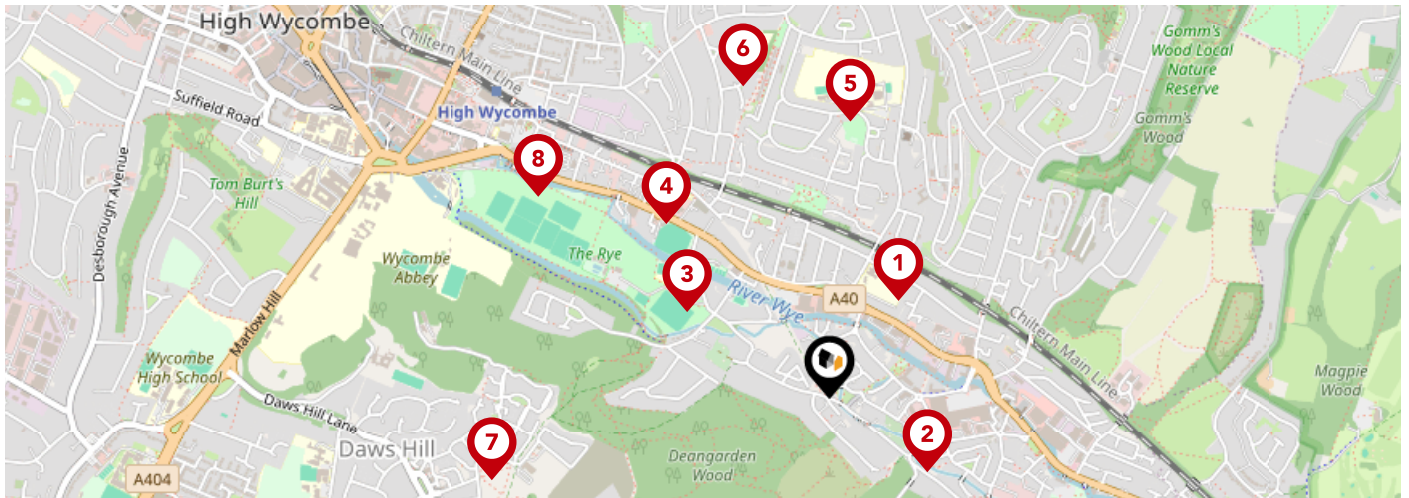 High Wycombe
Chiltern Main Line
Gomm's
Wood Local
Nature
Reserve
6
5
Suffield Road
High Wycombe
Gomm's
Wood
8
4
Tom Burt's
Hill
Desborough Avenue
The Rye
Wycombe
Abbey
3
1
River Wye
A40
Marlow Hill
Chiltern Main Line
Wycombe
High School
Magpie
Wood
Daws Hill Lane
Daws Hill
7
2
Deangarden
Wood
A404